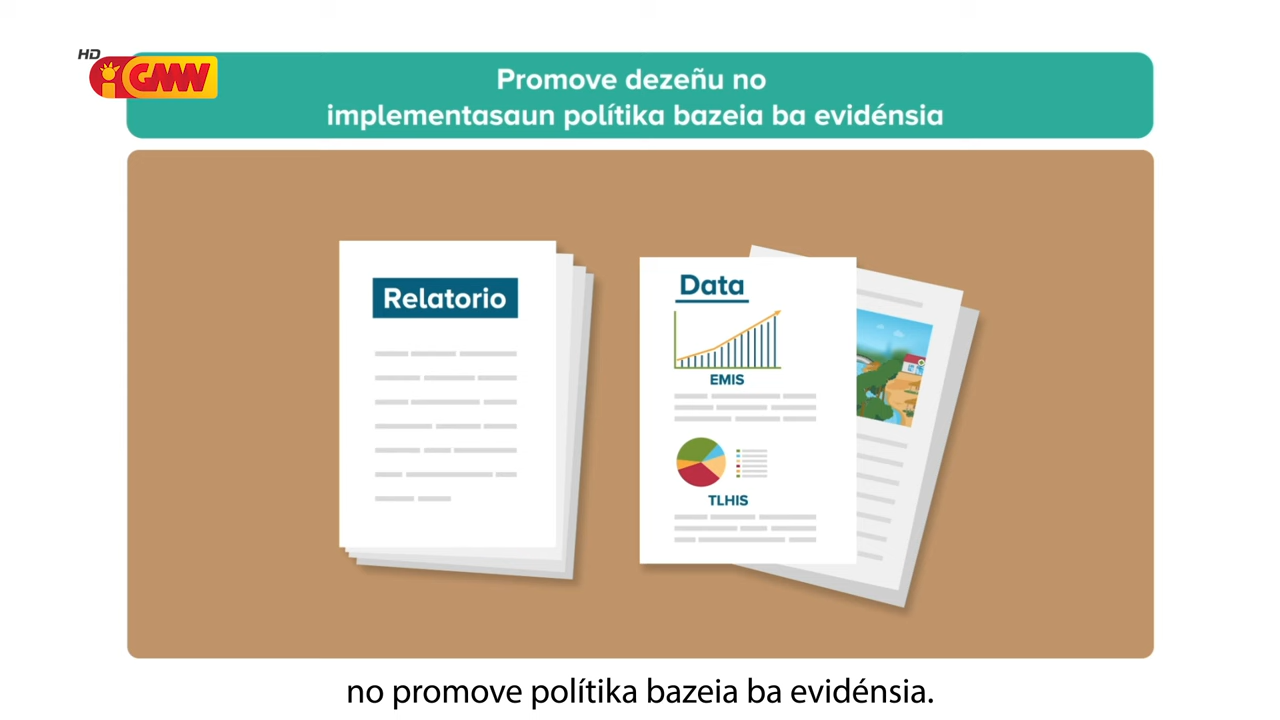 HD
GMW
Promove dezeñu no
implementasaun polítika bazeia ba evidénsia
Relatorio
Data
EMIS
TLHIS
no promove polítika bazeia ba evidénsia.